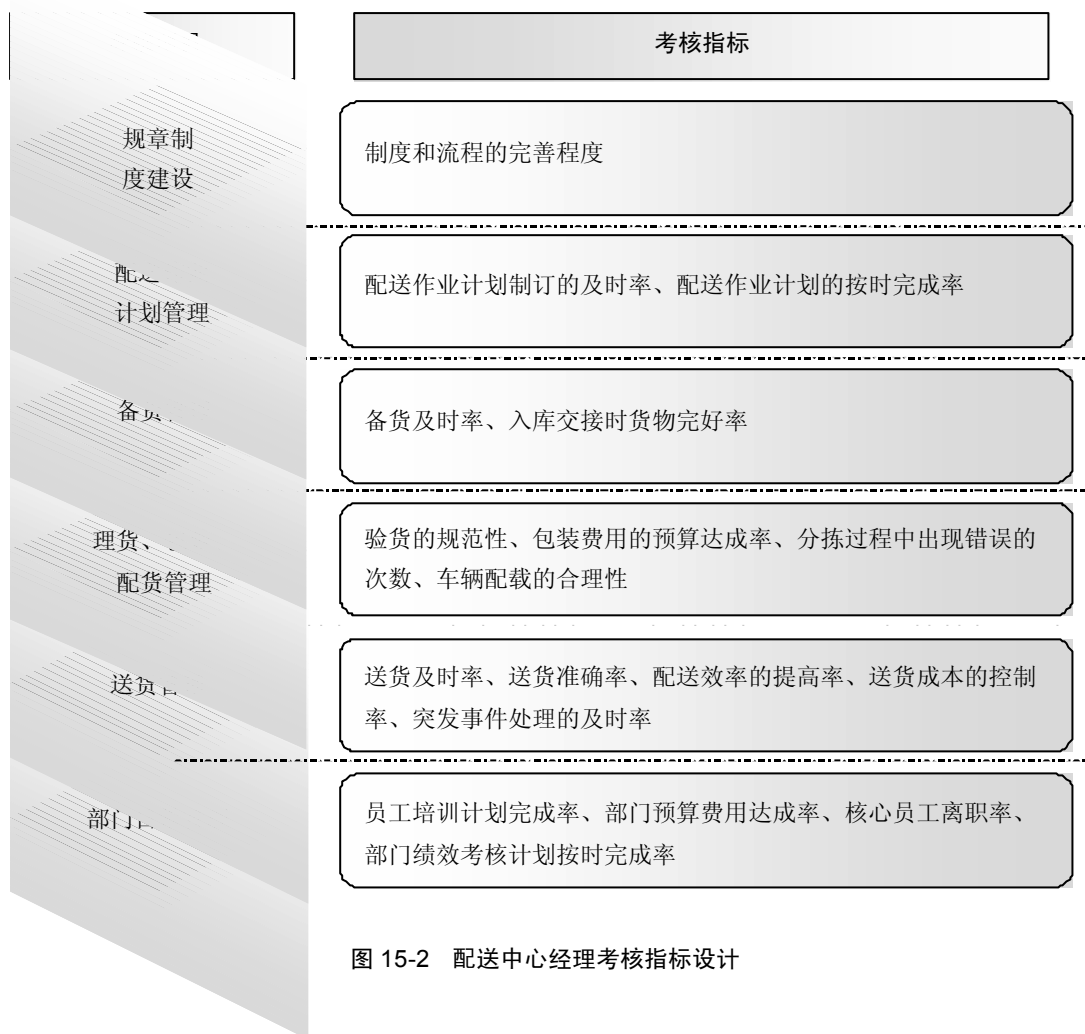 考核指标
规章制
度建设
制度和流程的完善程度
配送
计划管理
配送作业计划制订的及时率、配送作业计划的按时完成率
备货
备货及时率、入库交接时货物完好率
理货、
配货管理
验货的规范性、包装费用的预算达成率、分拣过程中出现错误的
次数、车辆配载的合理性
送货管
送货及时率、送货准确率、配送效率的提高率、送货成本的控制
率、突发事件处理的及时率
部门
员工培训计划完成率、部门预算费用达成率、核心员工离职率、
部门绩效考核计划按时完成率
图 15-2 配送中心经理考核指标设计